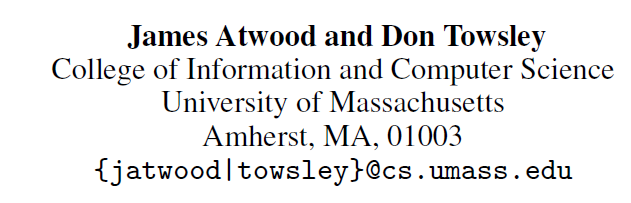 James Atwood and Don Towsley
College of Information and Computer Science
University of Massachusetts
Amherst, MA, 01003
{jatwood|towsley}@cs.umass.edu